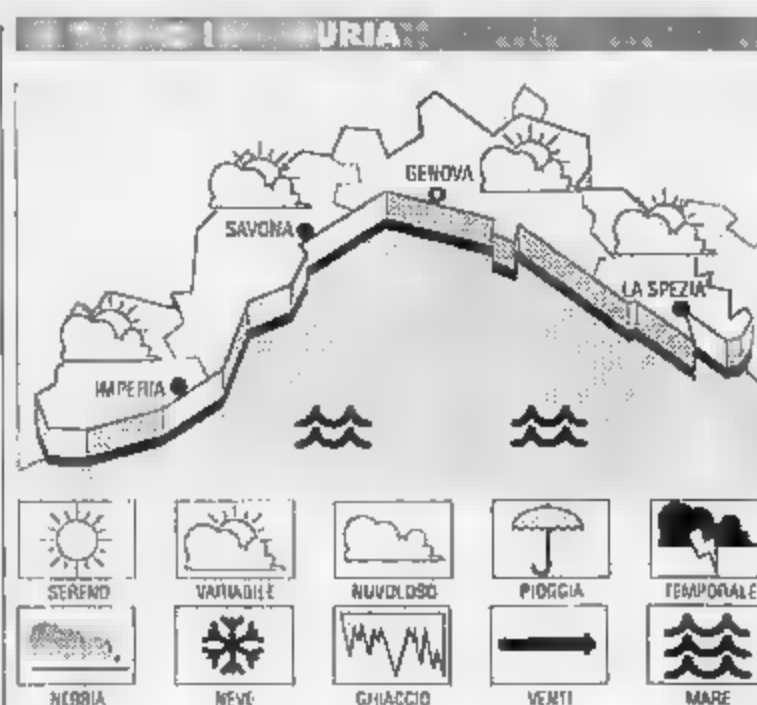 URIA
GENOVA
SAVONA
LA SPEZIA
IMPERIA
SERENO VARIABILE NUVOLOSO PIOGGIA TEMPORALE
NEBBIA NEVE GHIACCIO VENTI MARE